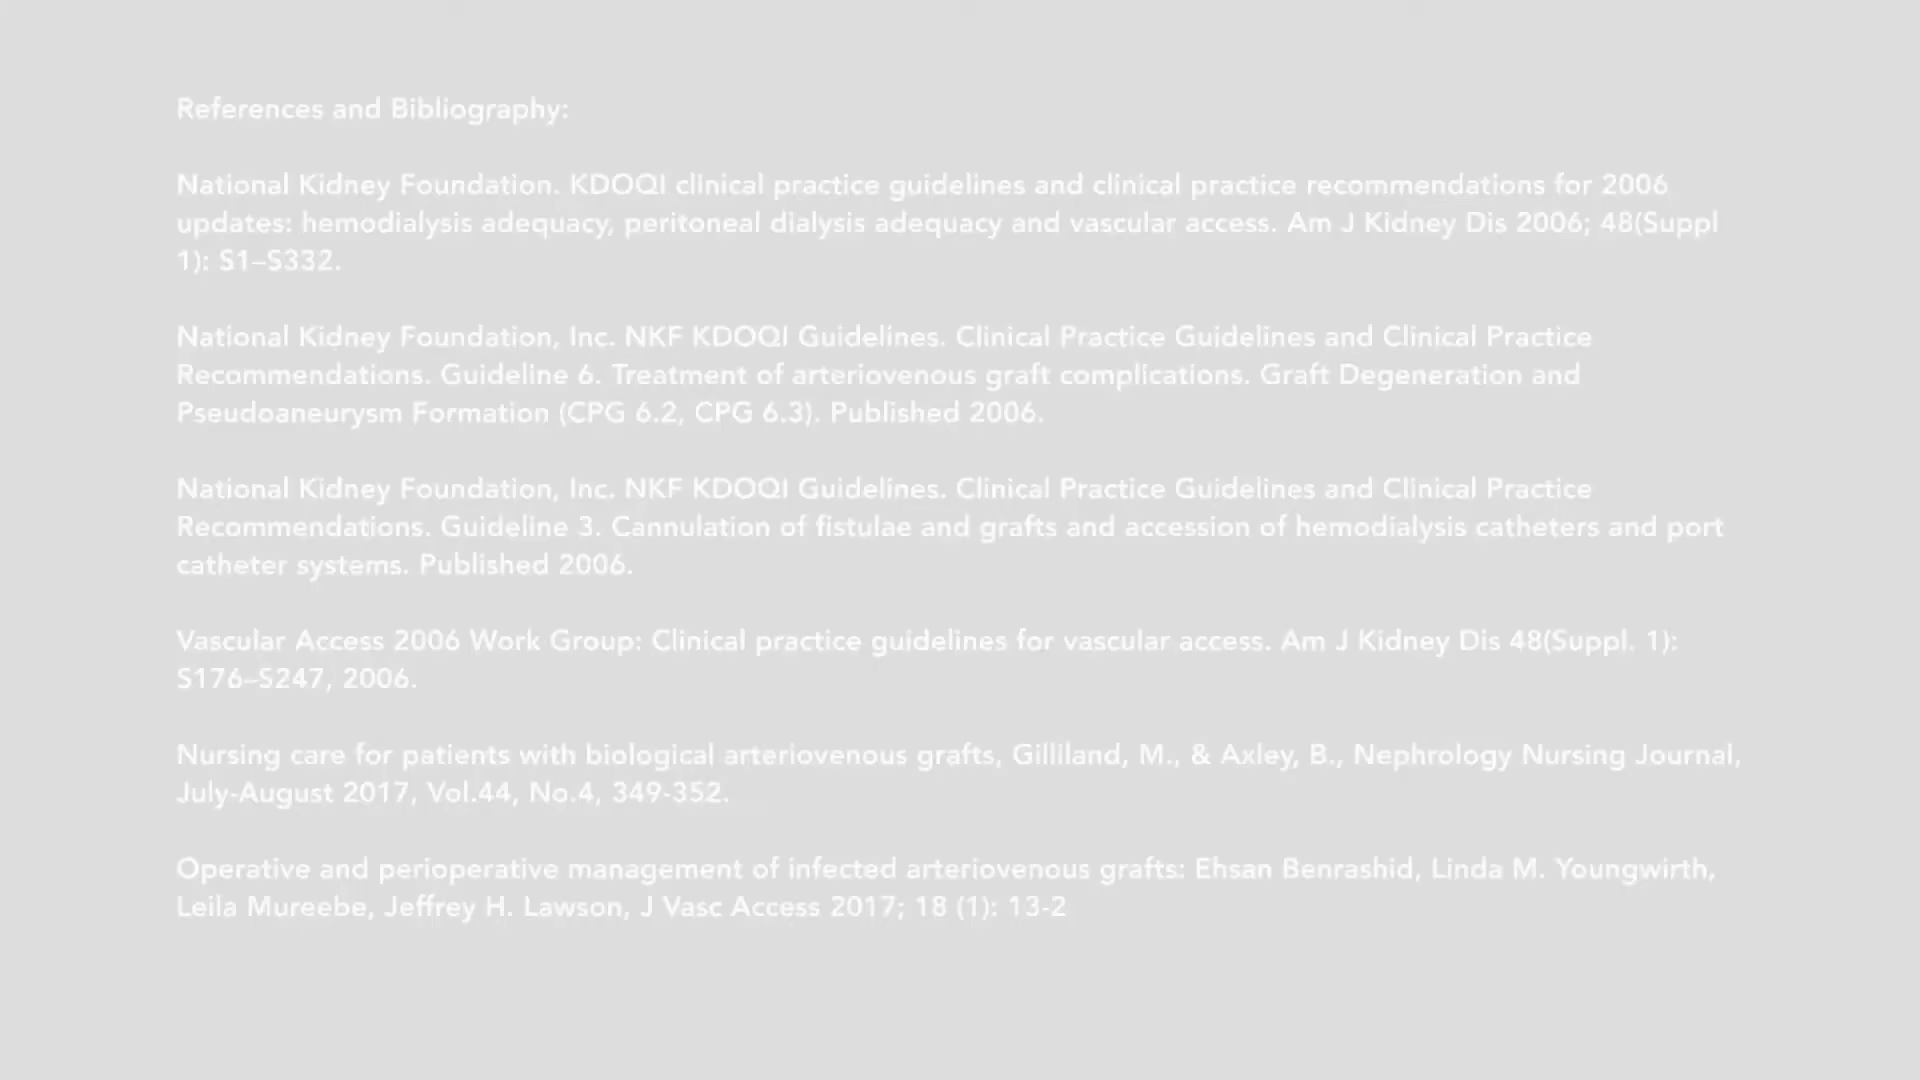 References and Bibliography:
National Kidney Foundation. KDOQI clinical practice guidelines and clinical practice recommendations for 2006
updates: hemodialysis adequacy, peritoneal dialysis adequacy and vascular access. Am J Kidney Dis 2006; 48(Suppl
1): S1–S332.
National Kidney Foundation, Inc. NKF KDOQI Guidelines. Clinical Practice Guidelines and Clinical Practice
Recommendations. Guideline 6. Treatment of arteriovenous graft complications. Graft Degeneration and
Pseudoaneurysm Formation (CPG 6.2, CPG 6.3). Published 2006.
National Kidney Foundation, Inc. NKF KDOQI Guidelines. Clinical Practice Guidelines and Clinical Practice
Recommendations. Guideline 3. Cannulation of fistulae and grafts and accession of hemodialysis catheters and port
catheter systems. Published 2006.
Vascular Access 2006 Work Group: Clinical practice guidelines for vascular access. Am J Kidney Dis 48(Suppl. 1):
S176–S247, 2006.
Nursing care for patients with biological arteriovenous grafts, Gilliland, M., & Axley, B., Nephrology Nursing Journal,
July-August 2017, Vol.44, No.4, 349-352.
Operative and perioperative management of infected arteriovenous grafts: Ehsan Benrashid, Linda M. Youngwirth,
Leila Mureebe, Jeffrey H. Lawson, J Vasc Access 2017; 18 (1): 13-2